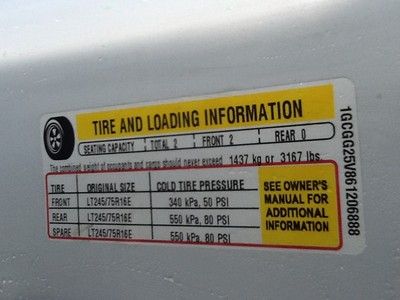 TIRE AND LOADING INFORMATION
SEATING CAPACITY TOTAL 2 FRONT 2 REAR 0
The combined weight of occupants and cargo should never exceed 1437 kg or 3167 lbs.
TIRE ORIGINAL SIZE COLD TIRE PRESSURE
FRONT LT245/75R16E 340 kPa, 50 PSI
REAR LT245/75R16E 550 kPa, 80 PSI
SPARE LT245/75R16E 550 kPa, 80 PSI
SEE OWNER'S
MANUAL FOR
ADDITIONAL
INFORMATION
1GCGG25V861206888